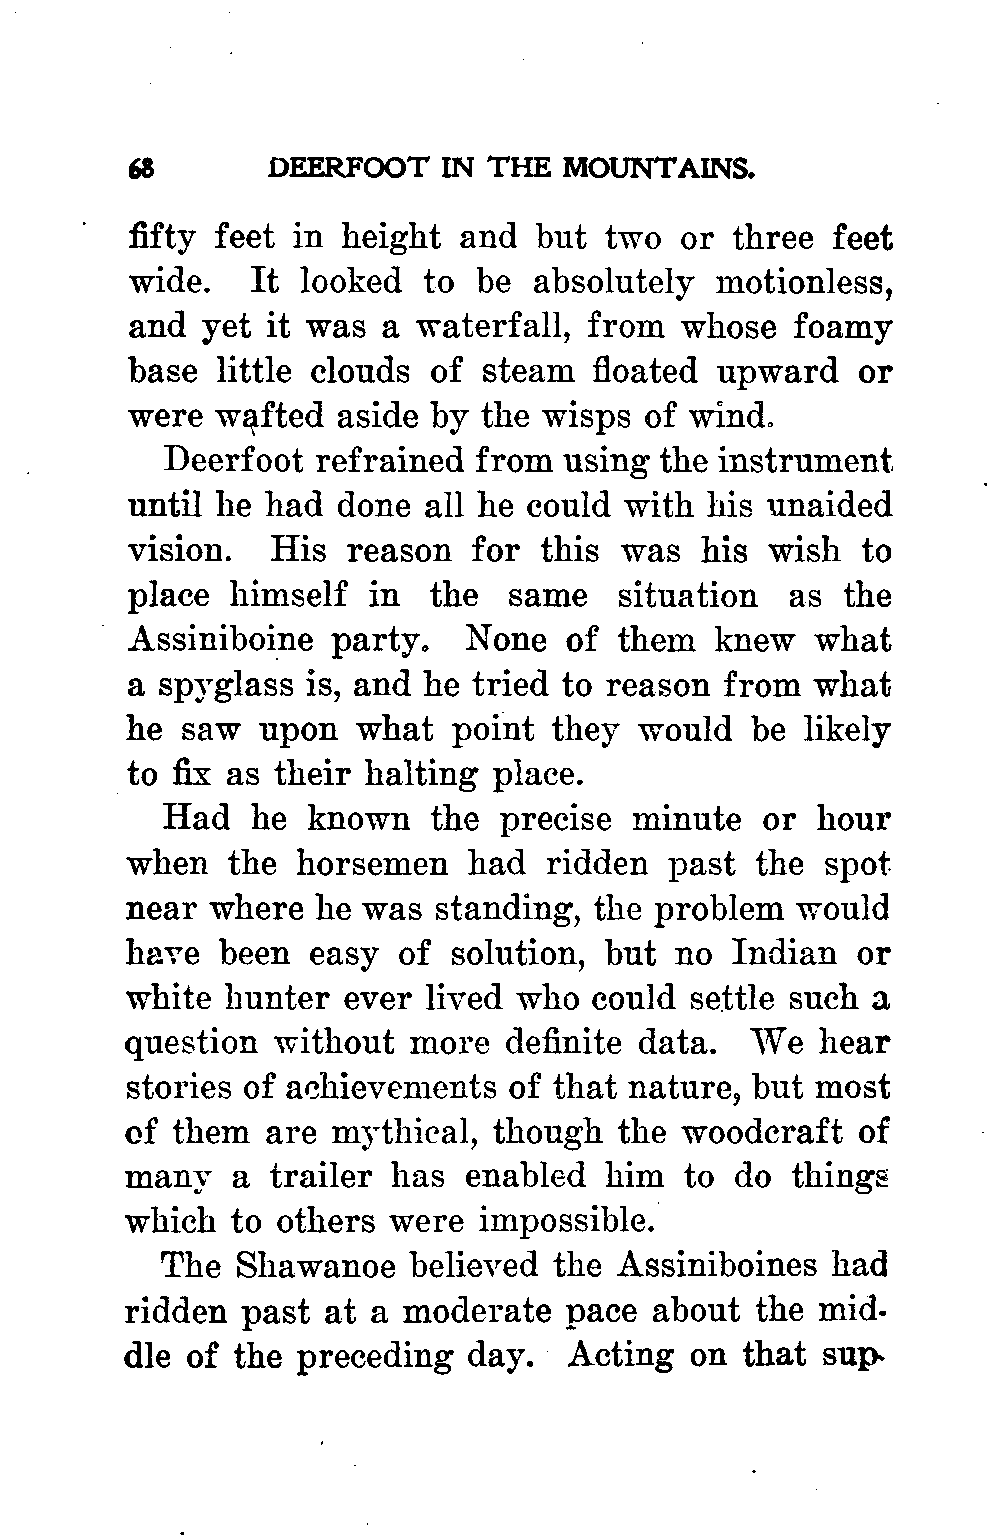 68 DEERFOOT IN THE MOUNTAINS.
fifty feet in height and but two or three feet
wide. It looked to be absolutely motionless,
and yet it was a waterfall, from whose foamy
base little clouds of steam floated upward or
were wafted aside by the wisps of wind.
Deerfoot refrained from using the instrument
until he had done all he could with his unaided
vision. His reason for this was his wish to
place himself in the same situation as the
Assiniboine party. None of them knew what
a spyglass is, and he tried to reason from what
he saw upon what point they would be likely
to fix as their halting place.
Had he known the precise minute or hour
when the horsemen had ridden past the spot
near where he was standing, the problem would
have been easy of solution, but no Indian or
white hunter ever lived who could settle such a
question without more definite data. We hear
stories of achievements of that nature, but most
of them are mythical, though the woodcraft of
many a trailer has enabled him to do things
which to others were impossible.
The Shawanoe believed the Assiniboines had
ridden past at a moderate pace about the mid-
dle of the preceding day. Acting on that sup-